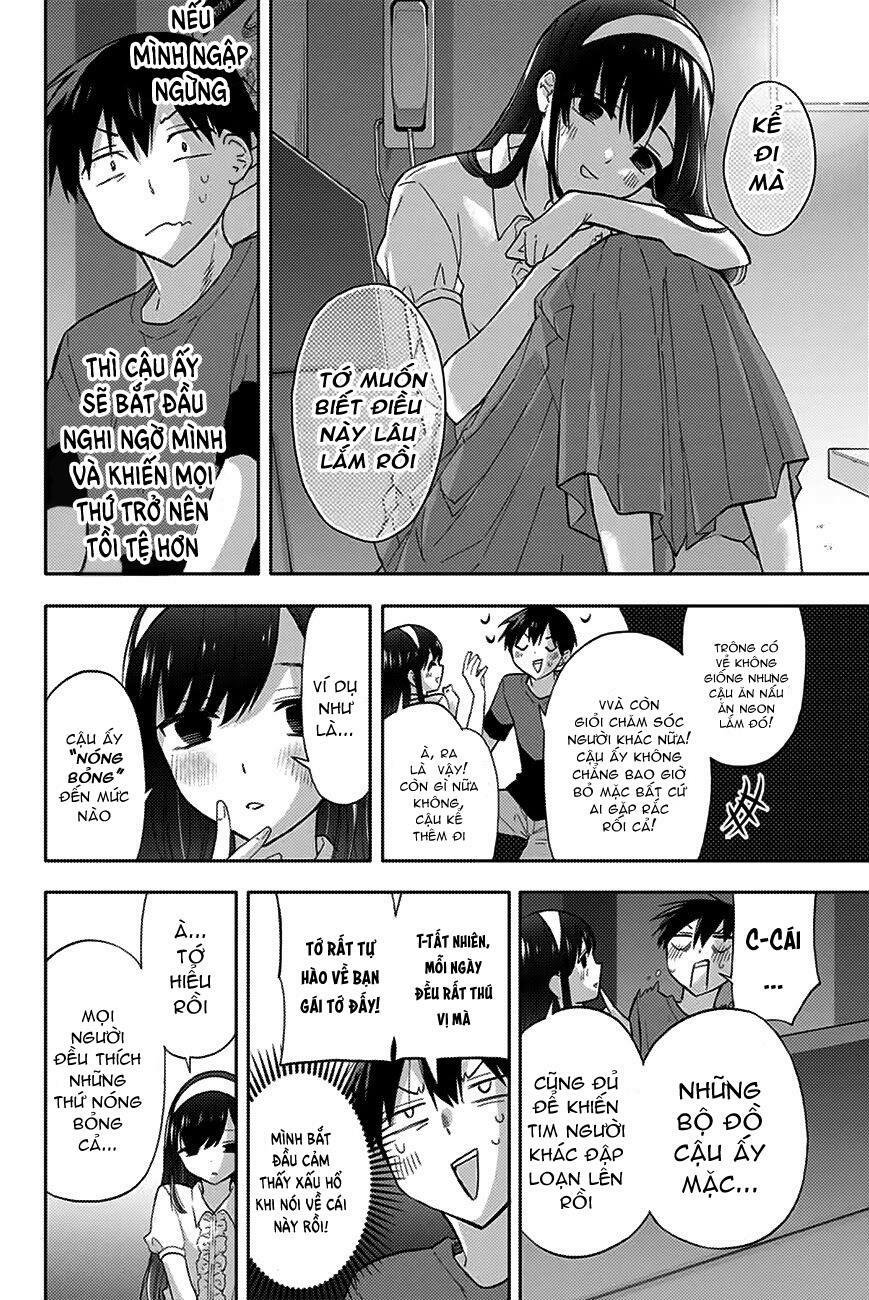 KỂ
ĐI
MÀ
TỚ MUỐN
BIẾT ĐIỀU
NÀY LÂU
LẮM RỒI
NẾU
MÌNH NGẬP
NGỪNG
THÌ CẬU ẤY
SẼ BẮT ĐẦU
NGHI NGỜ MÌNH
VÀ KHIẾN MỌI
THỨ TRỞ NÊN
TỒI TỆ HƠN
TRÔNG CÓ
VẺ KHÔNG
GIỐNG NHƯNG
CẬU ĂN NẤU
ĂN NGON
LẮM ĐÓ!
VVÀ CÒN
GIỎI CHĂM SÓC
NGƯỜI KHÁC NỮA!
CẬU ẤY KHÔNG
CHẲNG BAO GIỜ
BỎ MẶC BẤT CỨ
AI GẶP RẮC
RỐI CẢ!
À, RA
LÀ VẬY!
CÒN GÌ NỮA
KHÔNG,
CẬU KỂ
THÊM ĐI
VÍ DỤ
NHƯ
LÀ...
CẬU ẤY
"NÓNG
BỎNG"
ĐẾN MỨC
NÀO
C-CÁI
...
NHỮNG
BỘ ĐỒ
CẬU ẤY
MẶC...
CŨNG ĐỦ
ĐỂ KHIẾN
TIM NGƯỜI
KHÁC ĐẬP
LOẠN LÊN
RỒI
T-TẤT NHIÊN,
MỖI NGÀY
ĐỀU RẤT THÚ
VỊ MÀ
TỚ RẤT TỰ
HÀO VỀ BẠN
GÁI TỚ ĐẤY!
MÌNH BẮT
ĐẦU CẢM
THẤY XẤU HỔ
KHI NÓI VỀ CÁI
NÀY RỒI!
À...
TỚ
HIỂU
RỒI
MỌI
NGƯỜI
ĐỀU THÍCH
NHỮNG
THỨ NÓNG
BỎNG
CẢ...